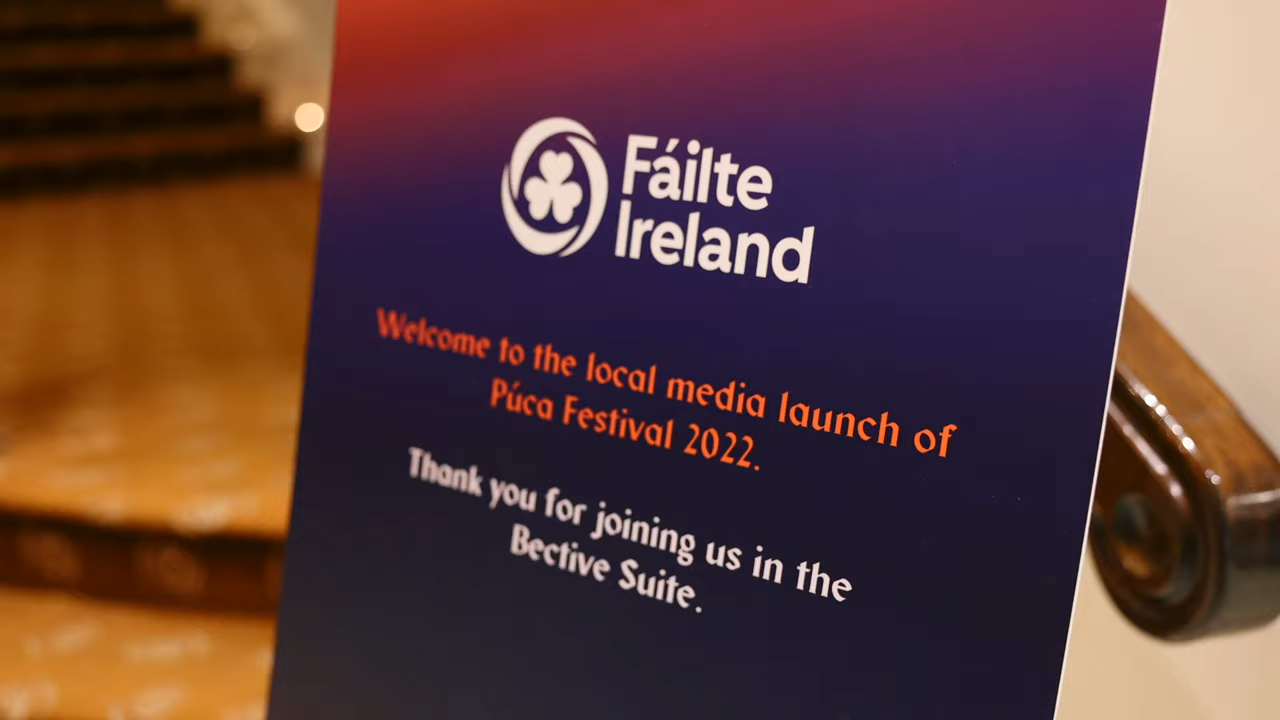 Fáilte
Ireland
Welcome to the local media launch of
Púca Festival 2022.
Thank you for joining us in the
Bective Suite.